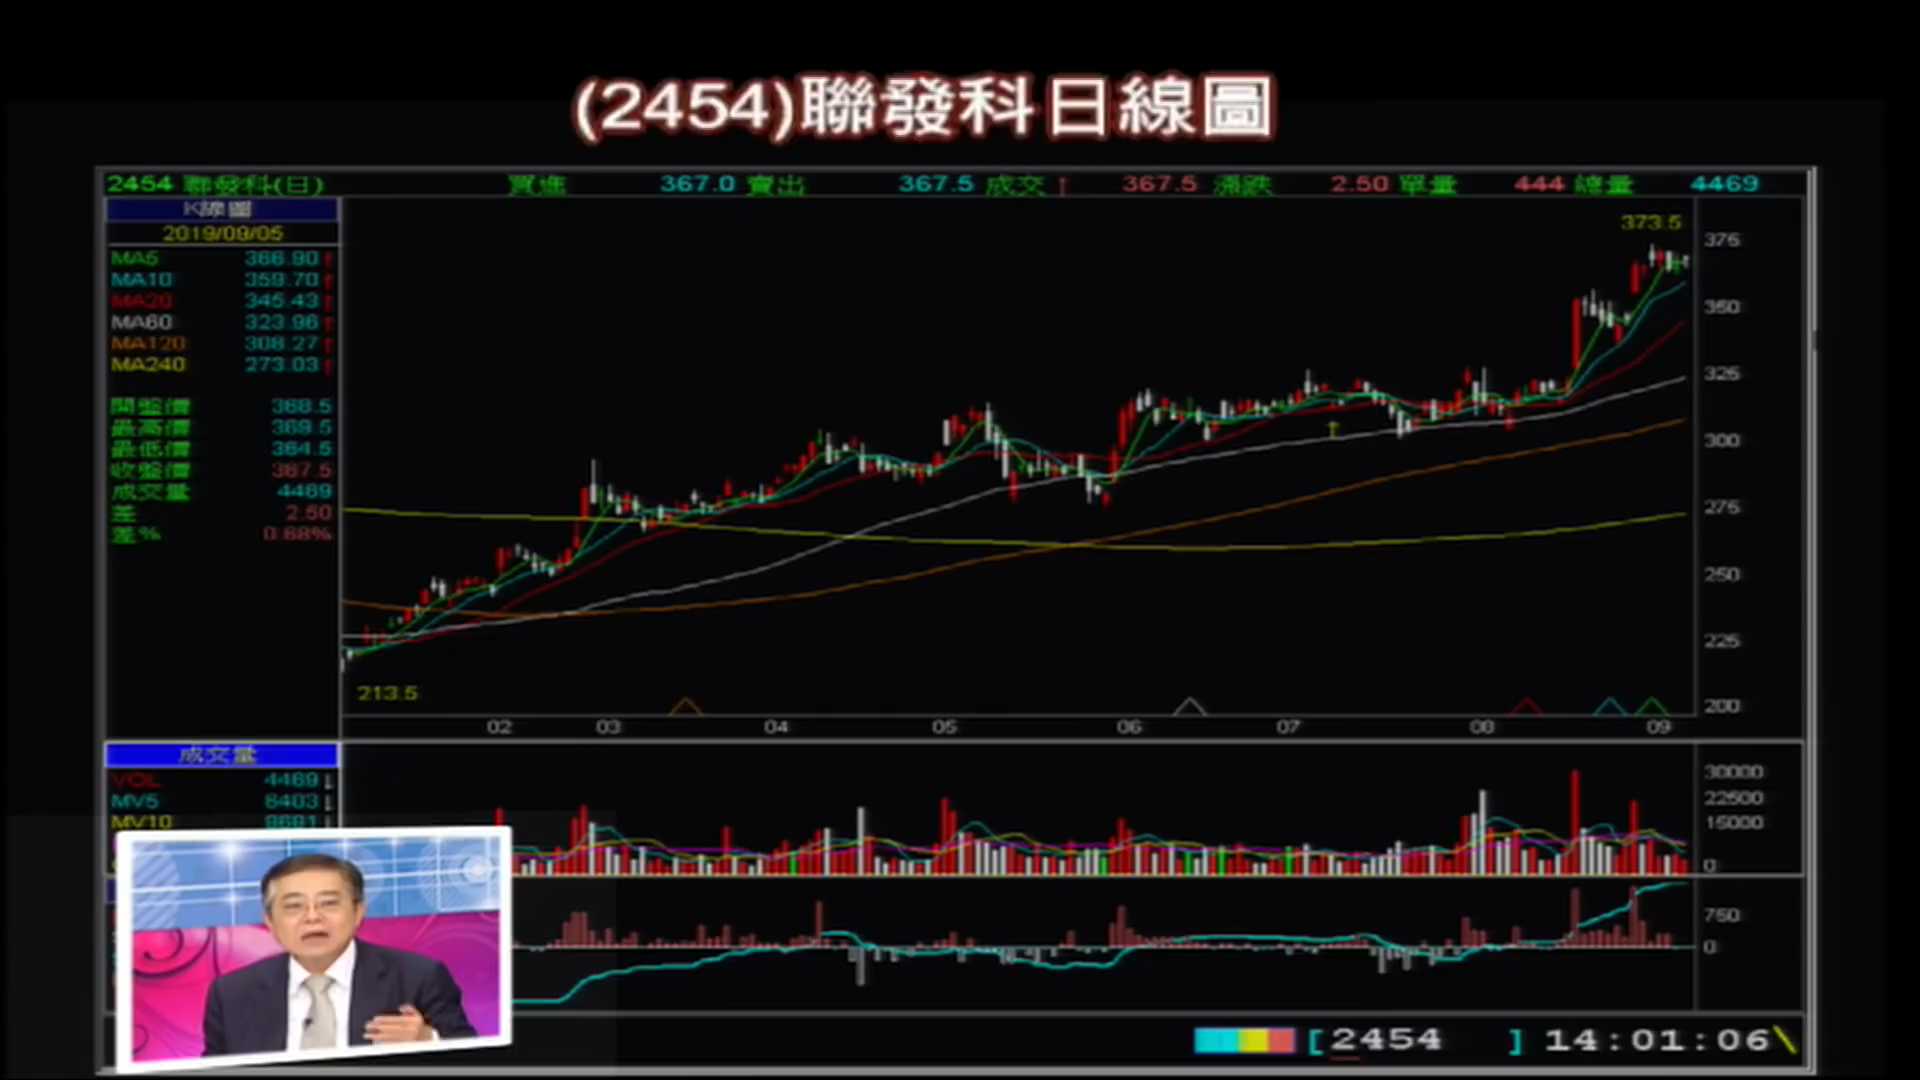 (2454)聯發科日線圖
2454 聯發科(日) 買進 367.0 賣出 367.5 成交↑ 367.5 漲跌 2.50 單量 444 總量 4469
K線圖
2019/09/05
MA5 366.90↑
MA10 359.70↑
MA20 345.43↑
MA60 323.96↑
MA120 308.27↑
MA240 273.03↑
開盤價 368.5
最高價 369.5
最低價 364.5
收盤價 367.5
成交量 4469
差 2.50
差% 0.68%
373.5
375
350
325
300
275
250
225
200
213.5
02 03 04 05 06 07 08 09
成交量
VOL 4469↓
MV5 6403↓
MV10 8681↓
30000
22500
15000
0
750
0
[2454 ] 14:01:06